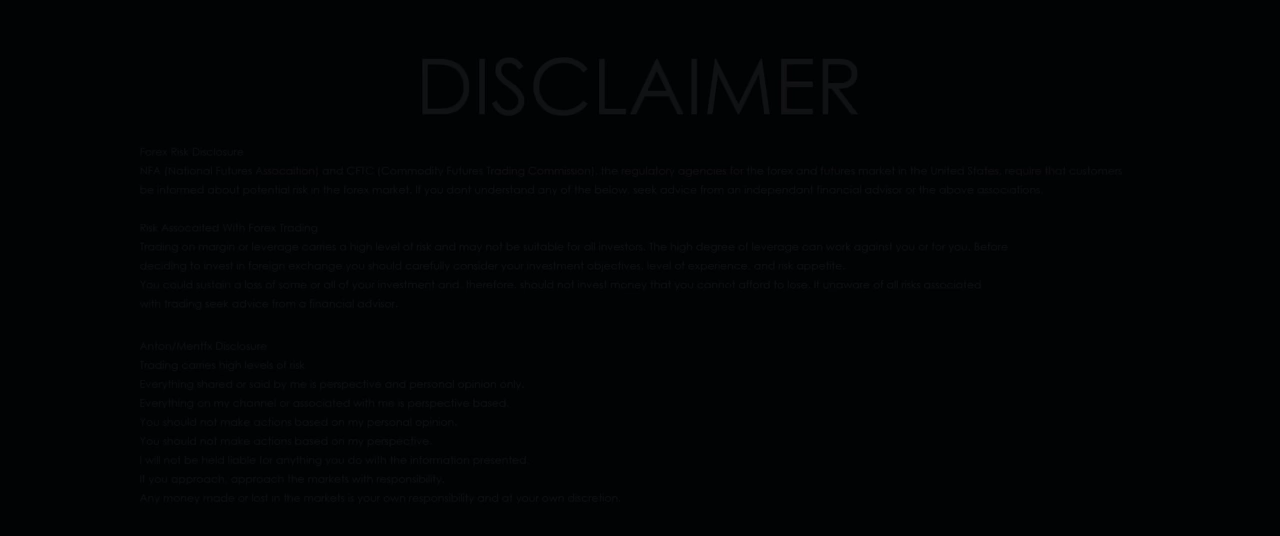 DISCLAIMER
Forex Risk Disclosure
NFA (National Futures Association) and CFTC (Commodity Futures Trading Commission), the regulatory agencies for the forex and futures market in the United States, require that customers
be informed about potential risk in the forex market. If you dont understand any of the below, seek advice from an independant financial advisor or the above associations.
Risk Associated With Forex Trading
Trading on margin or leverage carries a high level of risk and may not be suitable for all investors. The high degree of leverage can work against you or for you. Before
deciding to invest in foreign exchange you should carefully consider your investment objectives, level of experience, and risk appetite.
You could sustain a loss of some or all of your investment and, therefore, should not invest money that you cannot afford to lose. If unaware of all risks associated
with trading seek advice from a financial advisor.
Disclosure
Trading carries high levels of risk
Everything shared or said by me is perspective and personal opinion only.
Everything on my channel or associated with me is perspective based.
You should not make actions based on my personal opinion.
You should not make actions based on my perspective.
I will not be held liable for anything you do with the information presented
If you approach, approach the markets with responsibility.
Any money made or lost in the markets is your own responsibility and at your own discretion.